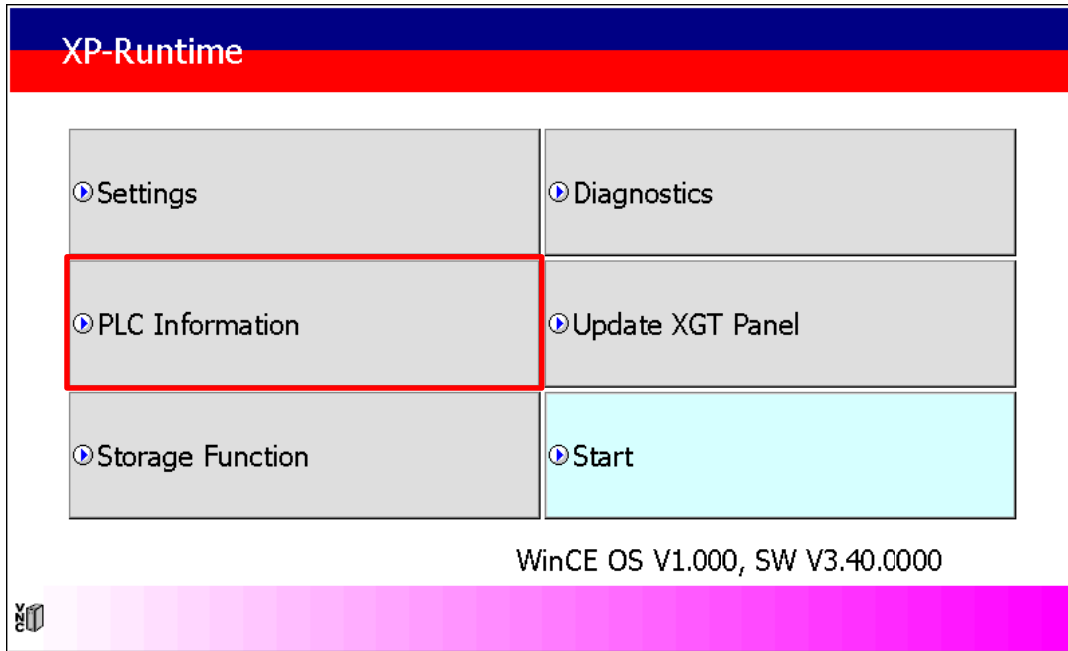 XP-Runtime
Settings
Diagnostics
PLC Information
Update XGT Panel
Storage Function
Start
WinCE OS V1.000, SW V3.40.0000
VNC